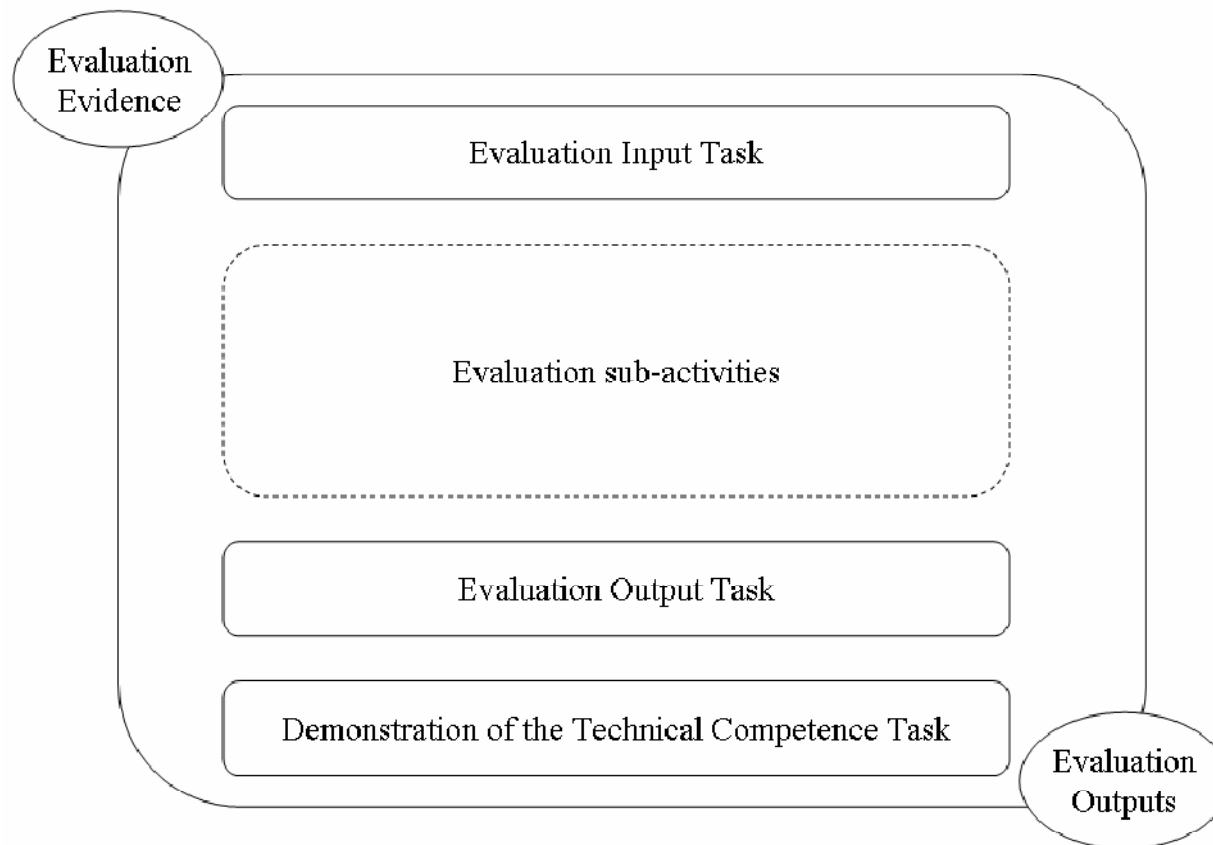 Evaluation
Evidence
Evaluation Input Task
Evaluation sub-activities
Evaluation Output Task
Demonstration of the Technical Competence Task
Evaluation
Outputs